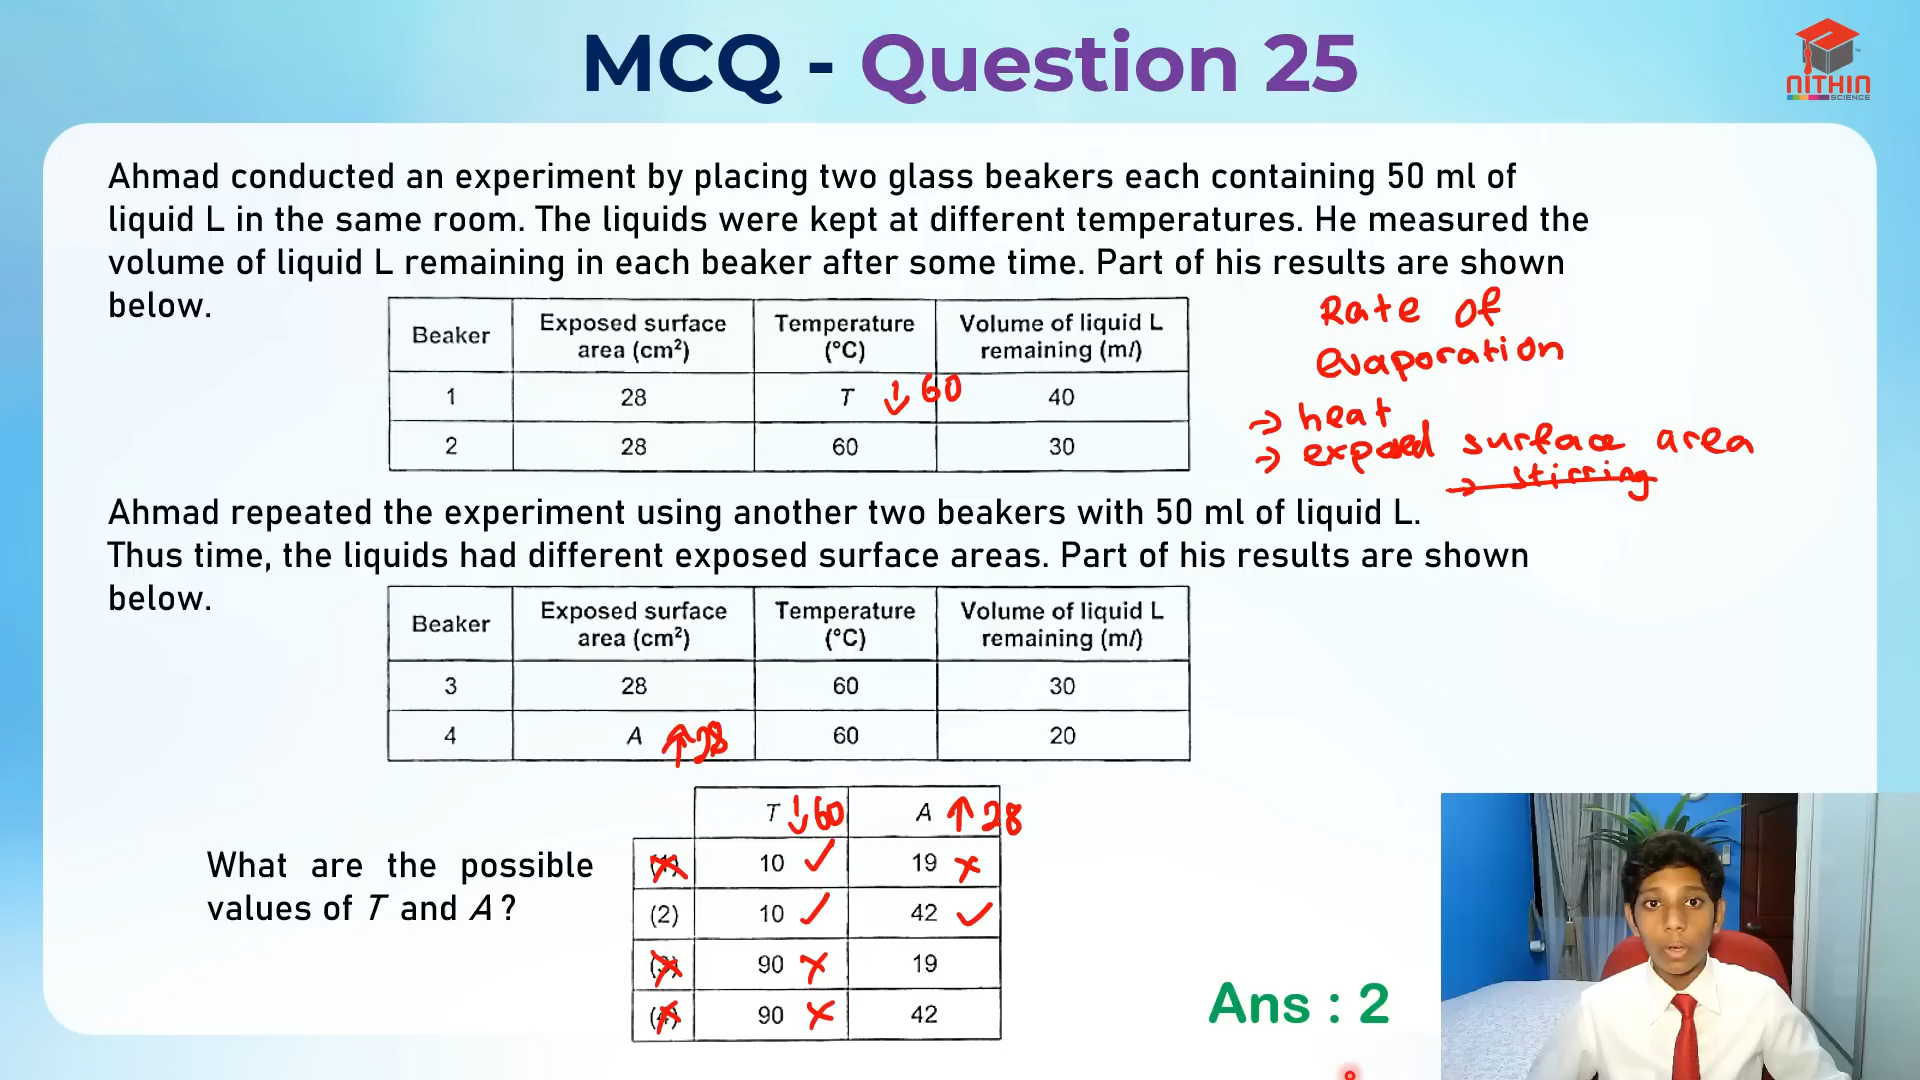 MCQ - Question 25
NITHIN
SCIENCE
Ahmad conducted an experiment by placing two glass beakers each containing 50 ml of
liquid L in the same room. The liquids were kept at different temperatures. He measured the
volume of liquid L remaining in each beaker after some time. Part of his results are shown
below.
Beaker Exposed surface area (cm²) Temperature (°C) Volume of liquid L remaining (ml)
1 28 T ↓ 60 40
2 28 60 30
Rate of
evaporation
→ heat
→ exposed surface area
→ stirring
Ahmad repeated the experiment using another two beakers with 50 ml of liquid L.
Thus time, the liquids had different exposed surface areas. Part of his results are shown
below.
Beaker Exposed surface area (cm²) Temperature (°C) Volume of liquid L remaining (ml)
3 28 60 30
4 A ↑ 28 60 20
What are the possible
values of T and A?
T ↓ 60 A ↑ 28
(1) 10 ✓ 19 ✗
(2) 10 ✓ 42 ✓
(3) 90 ✗ 19
(4) 90 ✗ 42
Ans : 2